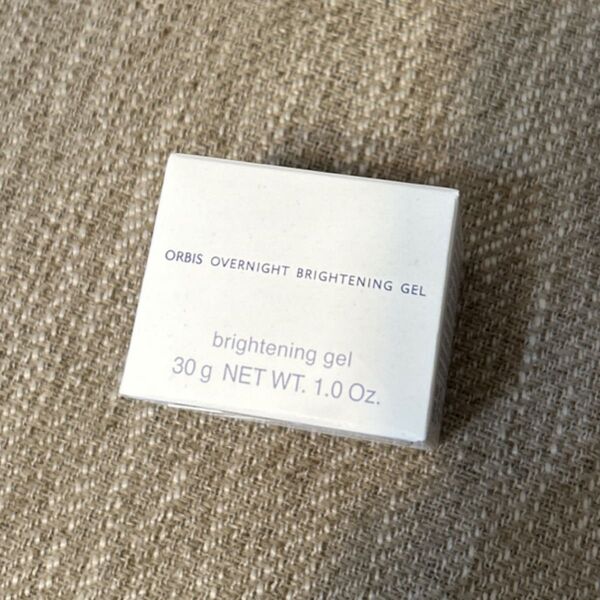 ORBIS OVERNIGHT BRIGHTENING GEL
brightening gel
30 g NET WT. 1.0 Oz.